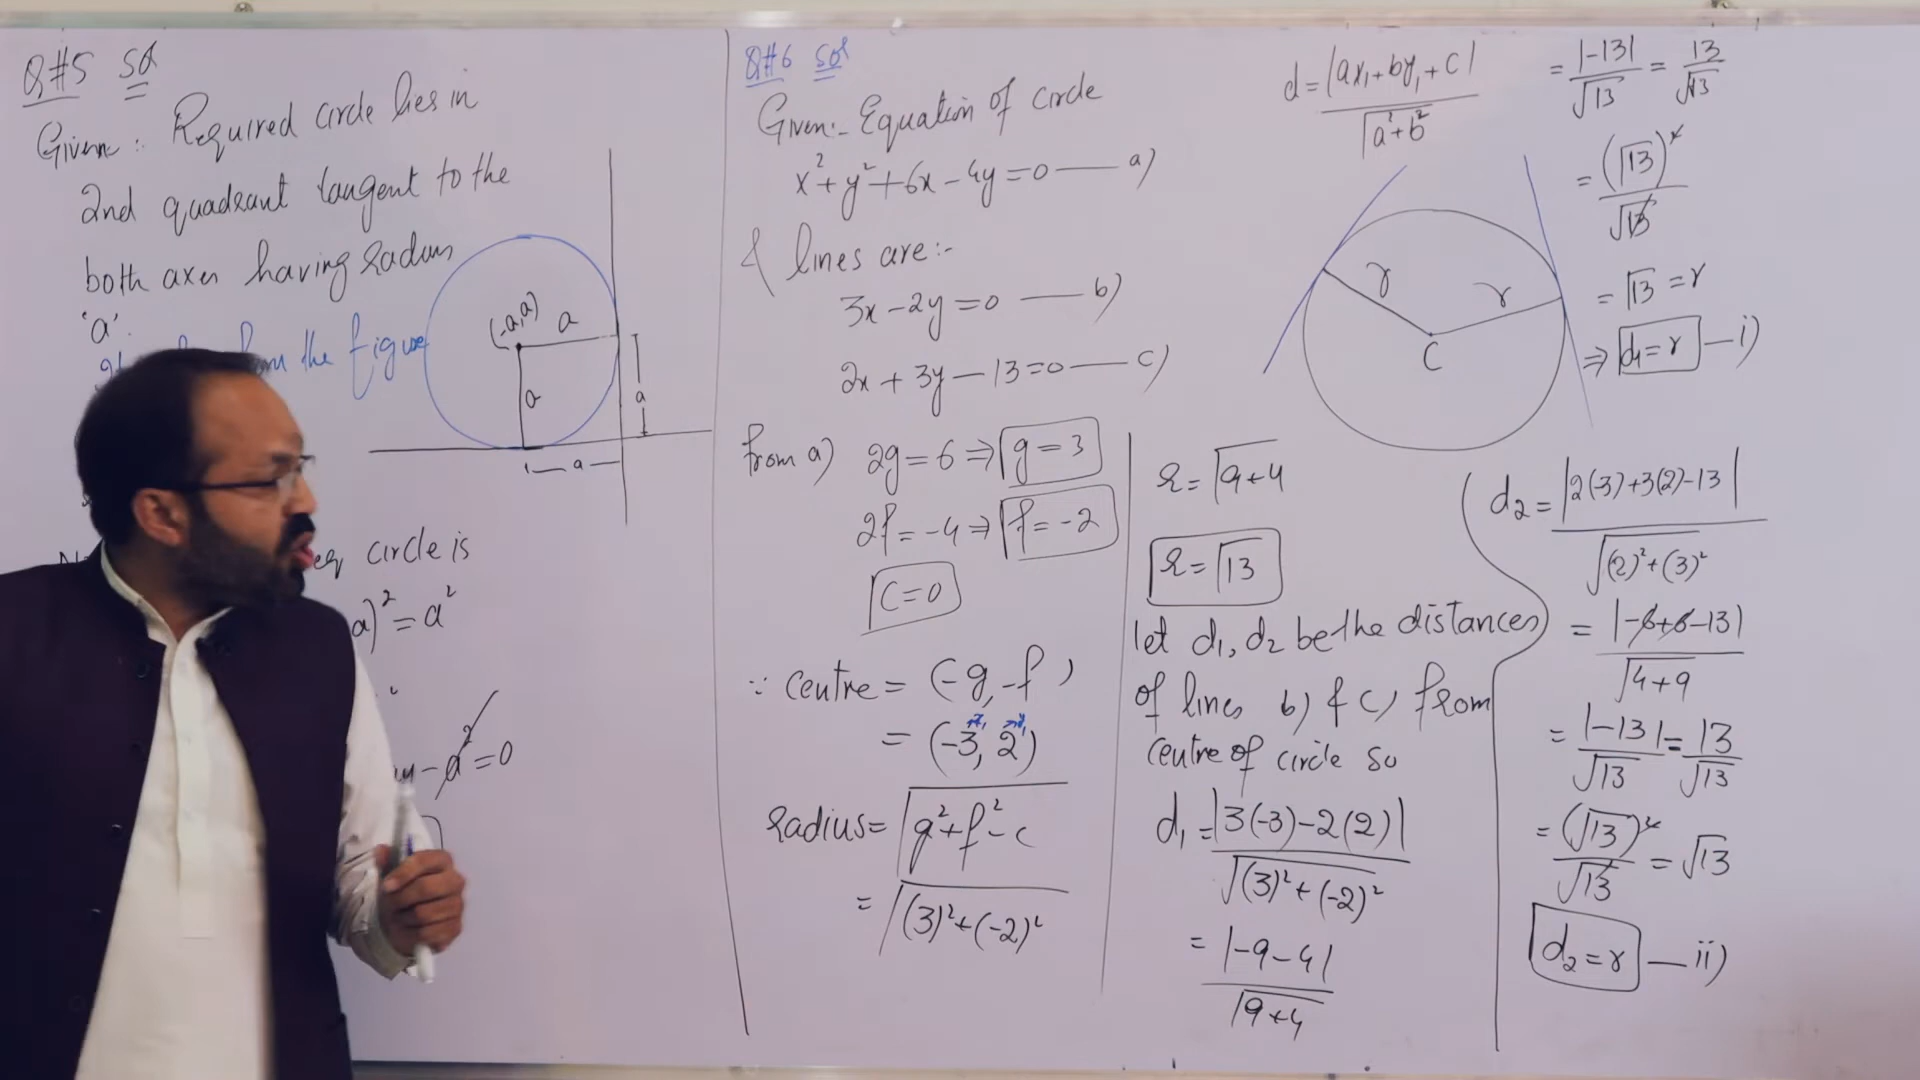 Q#5 Sol
Given:- Required circle lies in
2nd quadrant tangent to the
both axes having radius
'a'.
the figure
(-a,a)
a
a
a
a
circle is
a)² = a²
- a² = 0
Q#6 Sol
Given:- Equation of circle
x² + y² + 6x - 4y = 0 — a)
& lines are:-
3x - 2y = 0 — b)
2x + 3y - 13 = 0 — c)
from a) 2g = 6 ⇒ g = 3
2f = -4 ⇒ f = -2
C = 0
∵ Centre = (-g, -f)
= (-3, 2)
radius = √g² + f² - c
= √(3)² + (-2)²
r = √9+4
r = √13
let d₁, d₂ be the distances
of lines b) & c) from
centre of circle so
d₁ = |3(-3) - 2(2)| / √(3)² + (-2)²
= |-9 - 4| / √9+4
d = |ax₁ + by₁ + c| / √a² + b²
r
r
C
= |-13| / √13 = 13 / √13
= (√13)² / √13
= √13 = r
⇒ d₁ = r — i)
d₂ = |2(-3) + 3(2) - 13| / √(2)² + (3)²
= |-6 + 6 - 13| / √4+9
= |-13| / √13 = 13 / √13
= (√13)² / √13 = √13
d₂ = r — ii)